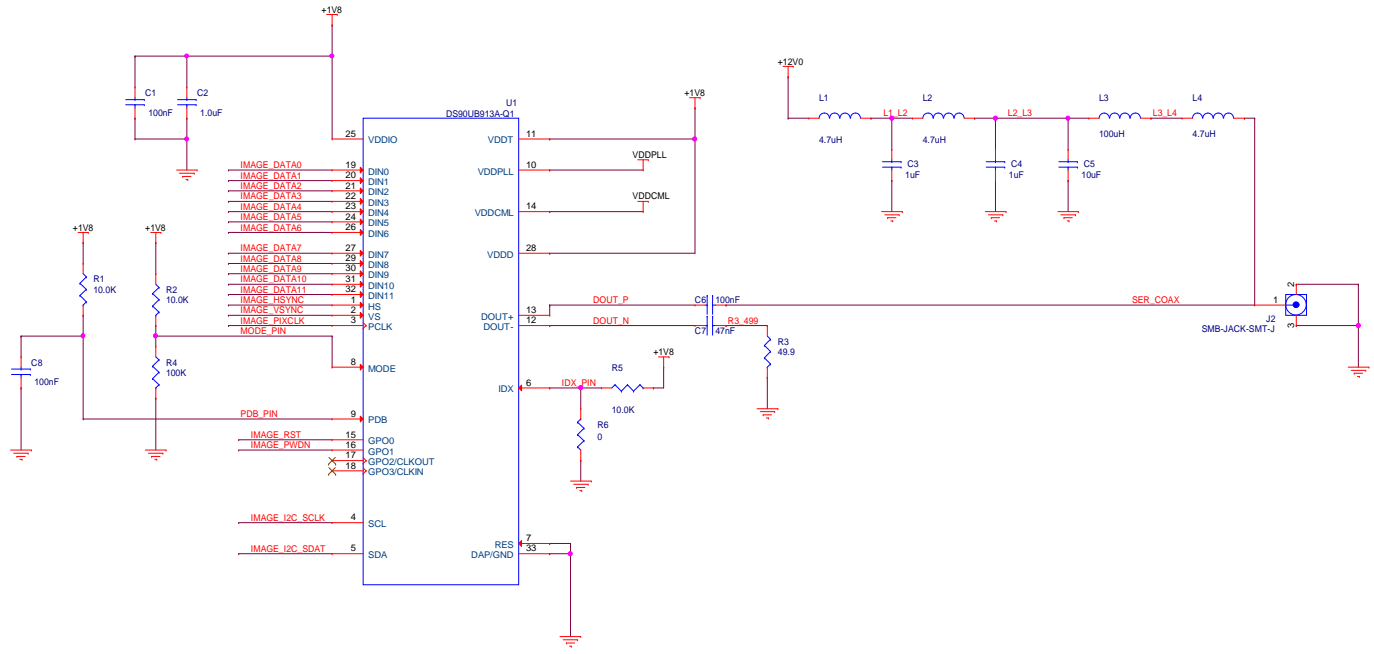 +1V8
C1
100nF
C2
1.0uF
U1
DS90UB913A-Q1
+1V8
+12V0
L1
4.7uH
L1_L2
L2
4.7uH
L2_L3
L3
100uH
L3_L4
L4
4.7uH
C3
1uF
C4
1uF
C5
10uF
25 VDDIO
VDDT 11
VDDPLL 10 VDDPLL
VDDCML 14 VDDCML
VDDD 28
IMAGE_DATA0 19 DIN0
IMAGE_DATA1 20 DIN1
IMAGE_DATA2 21 DIN2
IMAGE_DATA3 22 DIN3
IMAGE_DATA4 23 DIN4
IMAGE_DATA5 24 DIN5
IMAGE_DATA6 26 DIN6
IMAGE_DATA7 27 DIN7
IMAGE_DATA8 29 DIN8
IMAGE_DATA9 30 DIN9
IMAGE_DATA10 31 DIN10
IMAGE_DATA11 32 DIN11
IMAGE_HSYNC 1 HS
IMAGE_VSYNC 2 VS
IMAGE_PIXCLK 3 PCLK
MODE_PIN
8 MODE
+1V8
R1
10.0K
+1V8
R2
10.0K
R4
100K
C8
100nF
DOUT+ 13 DOUT_P C6 100nF SER_COAX 1
DOUT- 12 DOUT_N C7 47nF R3_499
2
J2
SMB-JACK-SMT-J
3
R3
49.9
+1V8
IDX 6 IDX_PIN
R5
10.0K
R6
0
PDB_PIN 9 PDB
IMAGE_RST 15 GPO0
IMAGE_PWDN 16 GPO1
17 GPO2/CLKOUT
18 GPO3/CLKIN
IMAGE_I2C_SCLK 4 SCL
IMAGE_I2C_SDAT 5 SDA
RES 7
DAP/GND 33